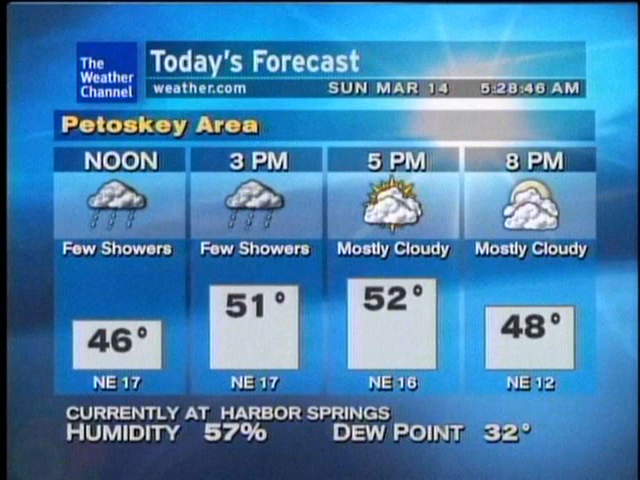 The
Weather
Channel
Today's Forecast
weather.com SUN MAR 14 5:28:46 AM
Petoskey Area
NOON 3 PM 5 PM 8 PM
Few Showers Few Showers Mostly Cloudy Mostly Cloudy
46° 51° 52° 48°
NE 17 NE 17 NE 16 NE 12
CURRENTLY AT HARBOR SPRINGS
HUMIDITY 57% DEW POINT 32°